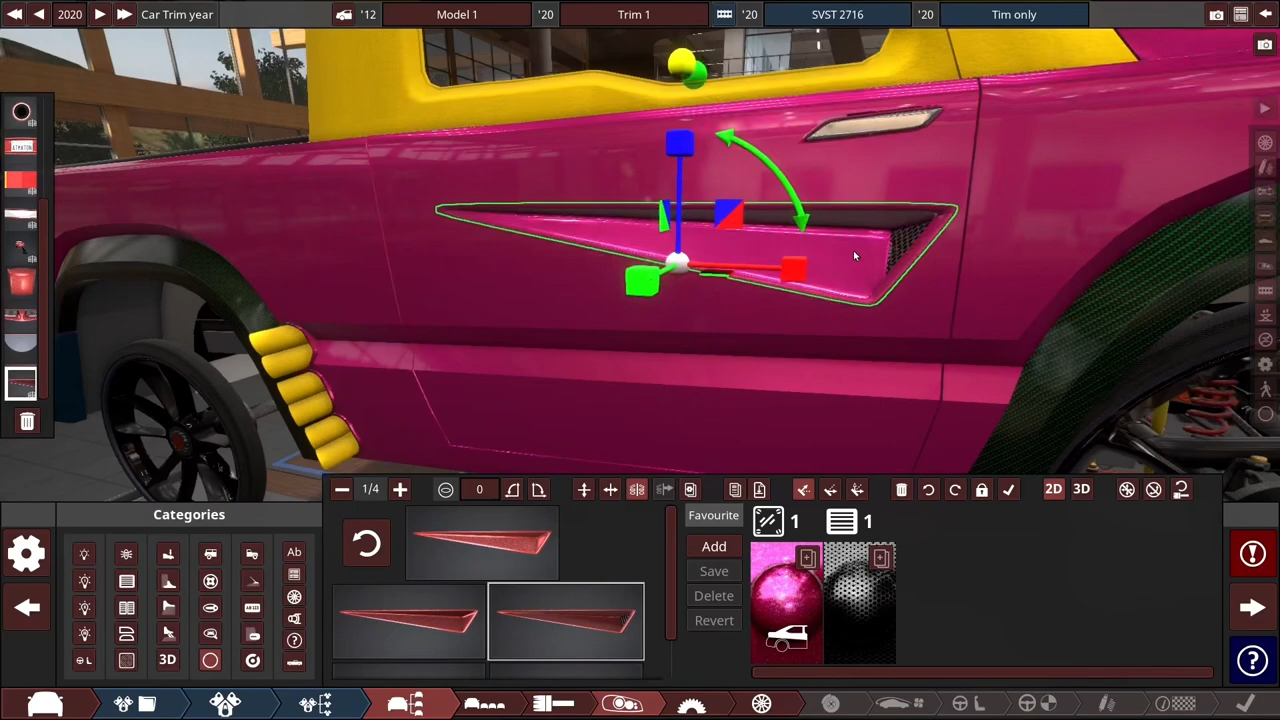 2020 Car Trim year '12 Model 1 '20 Trim 1 '20 SVST 2716 '20 Tim only
1/4 0 2D 3D
Categories
Favourite
1 1
Add
Save
Delete
Revert
Ab
3D
L